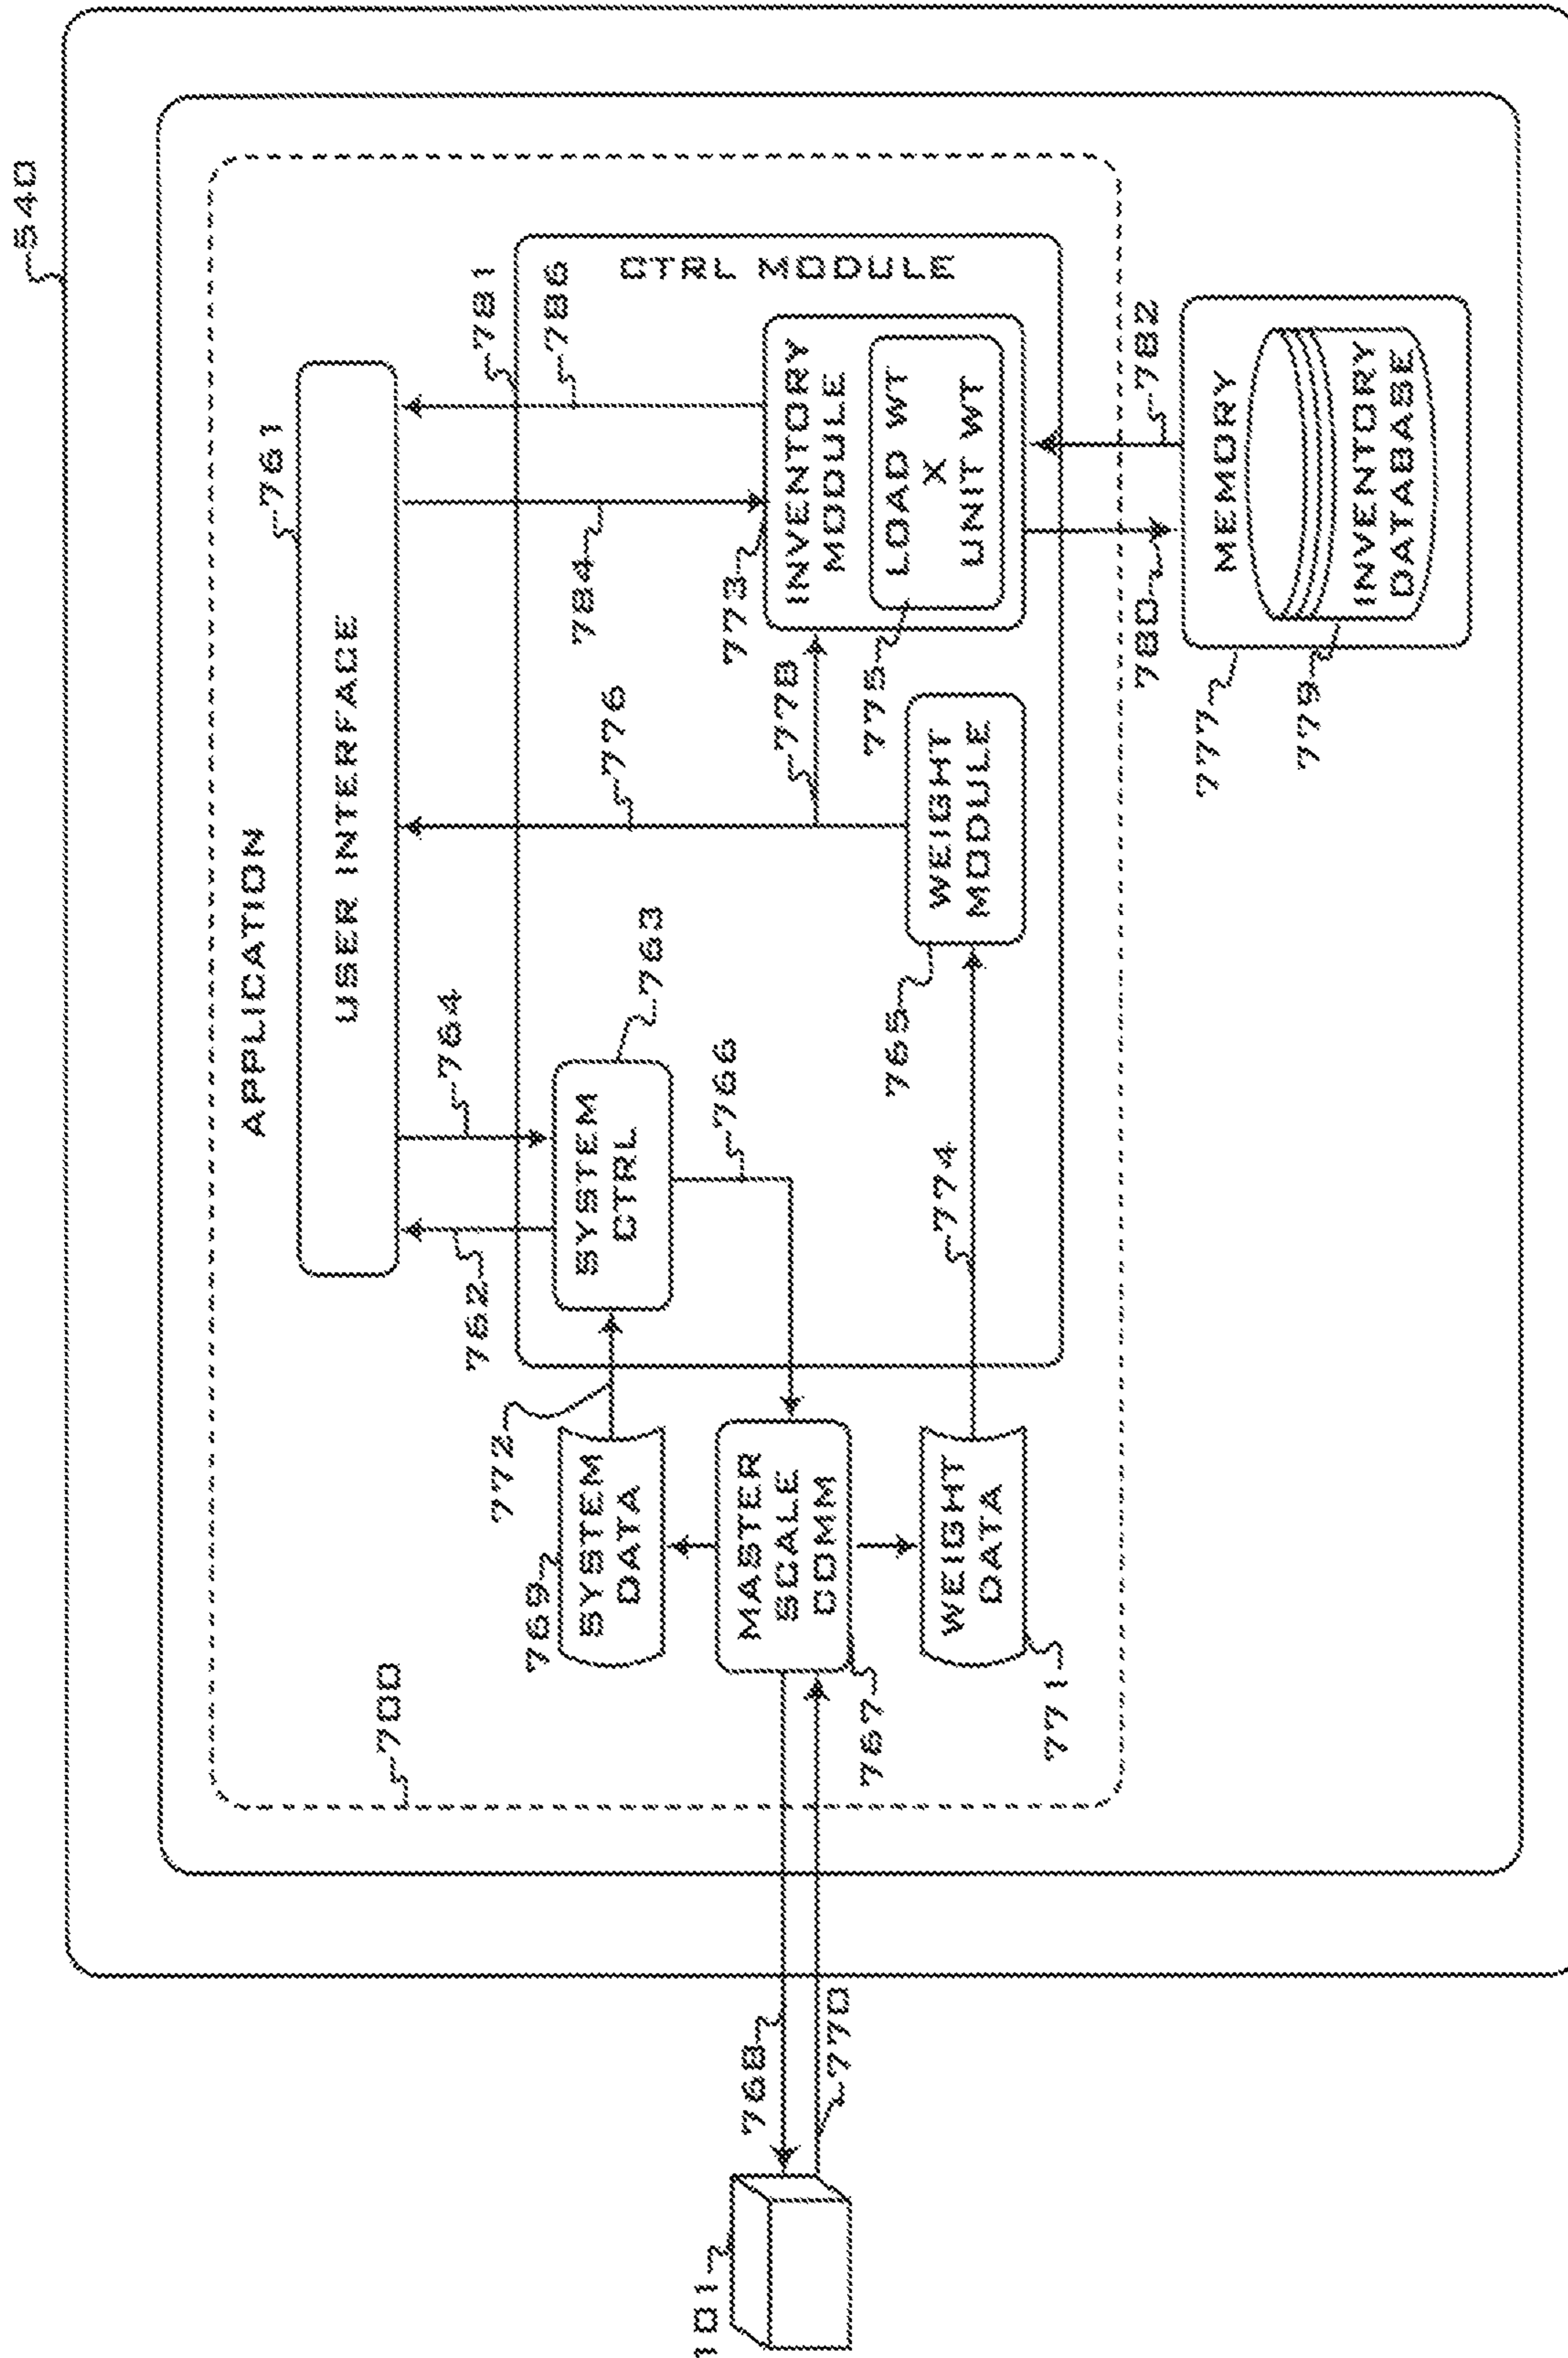 540
APPLICATION
700
761
USER INTERFACE
762
764
776
784
781
786
CTRL MODULE
772
769
SYSTEM
DATA
SYSTEM
CTRL
763
766
768
770
101
MASTER
SCALE
COMM
767
WEIGHT
DATA
771
774
765
WEIGHT
MODULE
778
773
INVENTORY
MODULE
775
LOAD WT
X
UNIT WT
780
782
777
MEMORY
779
INVENTORY
DATABASE